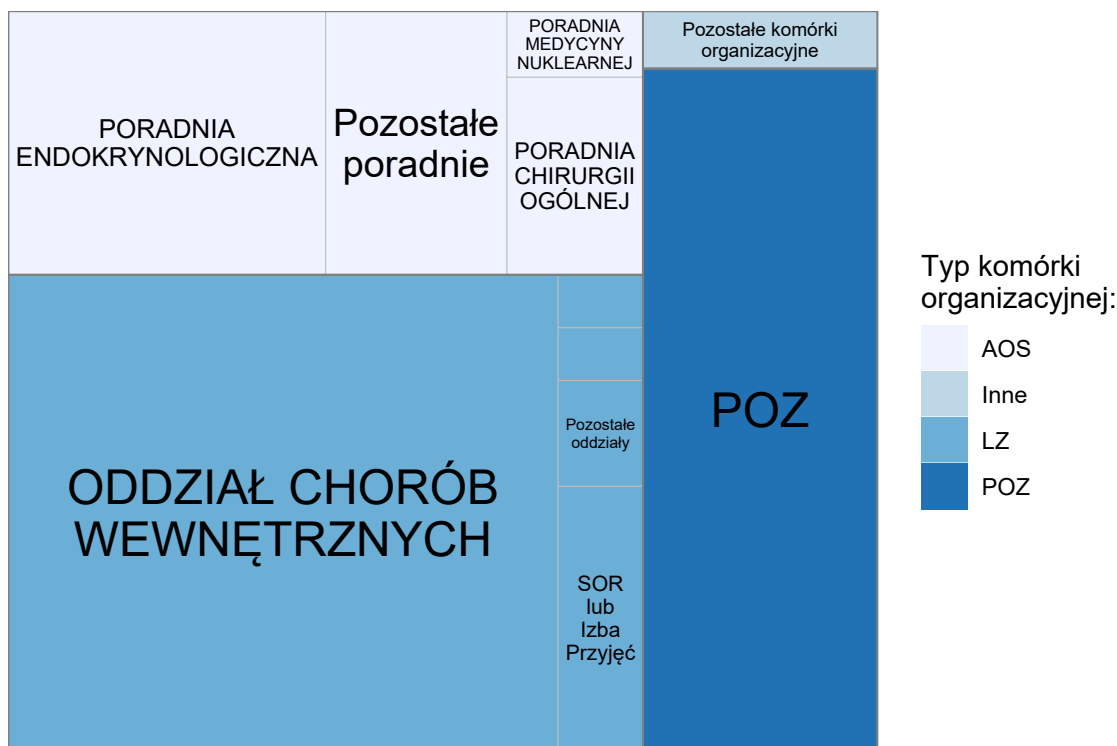 PORADNIA
ENDOKRYNOLOGICZNA
Pozostałe
poradnie
PORADNIA
MEDYCYNY
NUKLEARNEJ
PORADNIA
CHIRURGII
OGÓLNEJ
Pozostałe komórki
organizacyjne
POZ
ODDZIAŁ CHORÓB
WEWNĘTRZNYCH
Pozostałe
oddziały
SOR
lub
Izba
Przyjęć
Typ komórki
organizacyjnej:
AOS
Inne
LZ
POZ